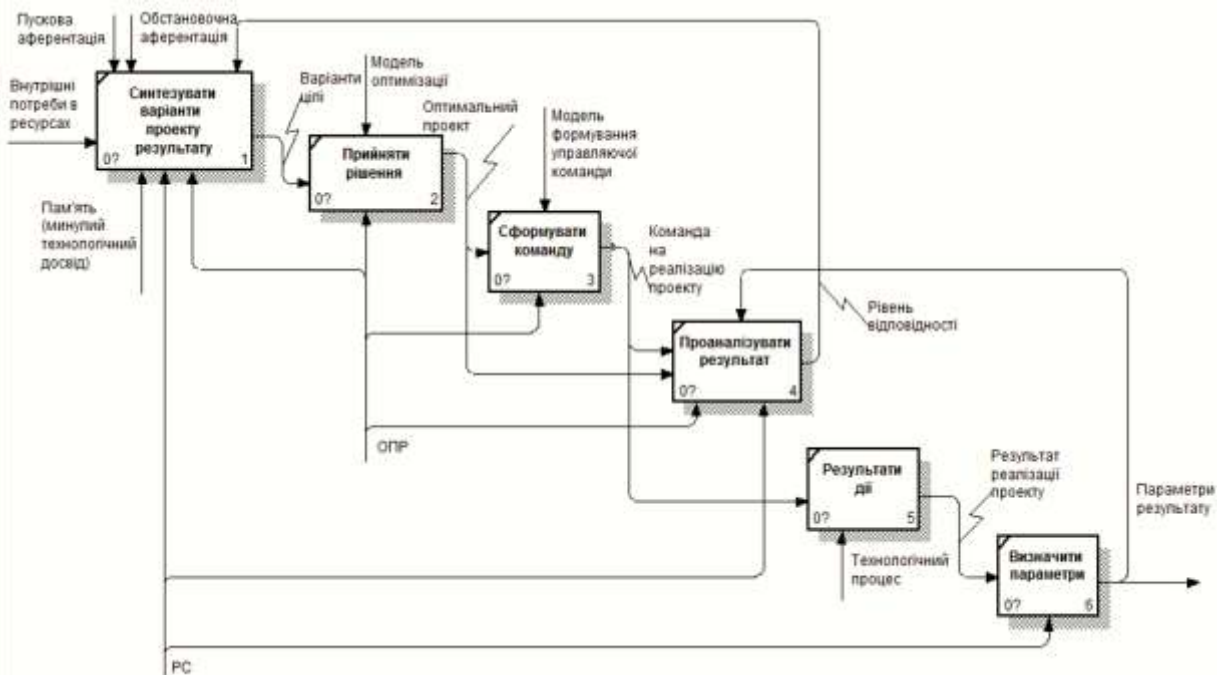 Пускова
аферентація
Обстановочна
аферентація
Внутрішні
потреби в
ресурсах
Синтезувати
варіанти
проекту
результату
0? 1
Варіанти
цілі
Модель
оптимізації
Прийняти
рішення
0? 2
Оптимальний
проект
Модель
формування
управляючої
команди
Пам'ять
(минулий
технологічний
досвід)
Сформувати
команду
0? 3
Команда
на
реалізацію
проекту
Рівень
відповідності
Проаналізувати
результат
0? 4
ОПР
Результати
дії
0? 5
Результат
реалізації
проекту
Параметри
результату
Технологічний
процес
Визначити
параметри
0? 6
РС